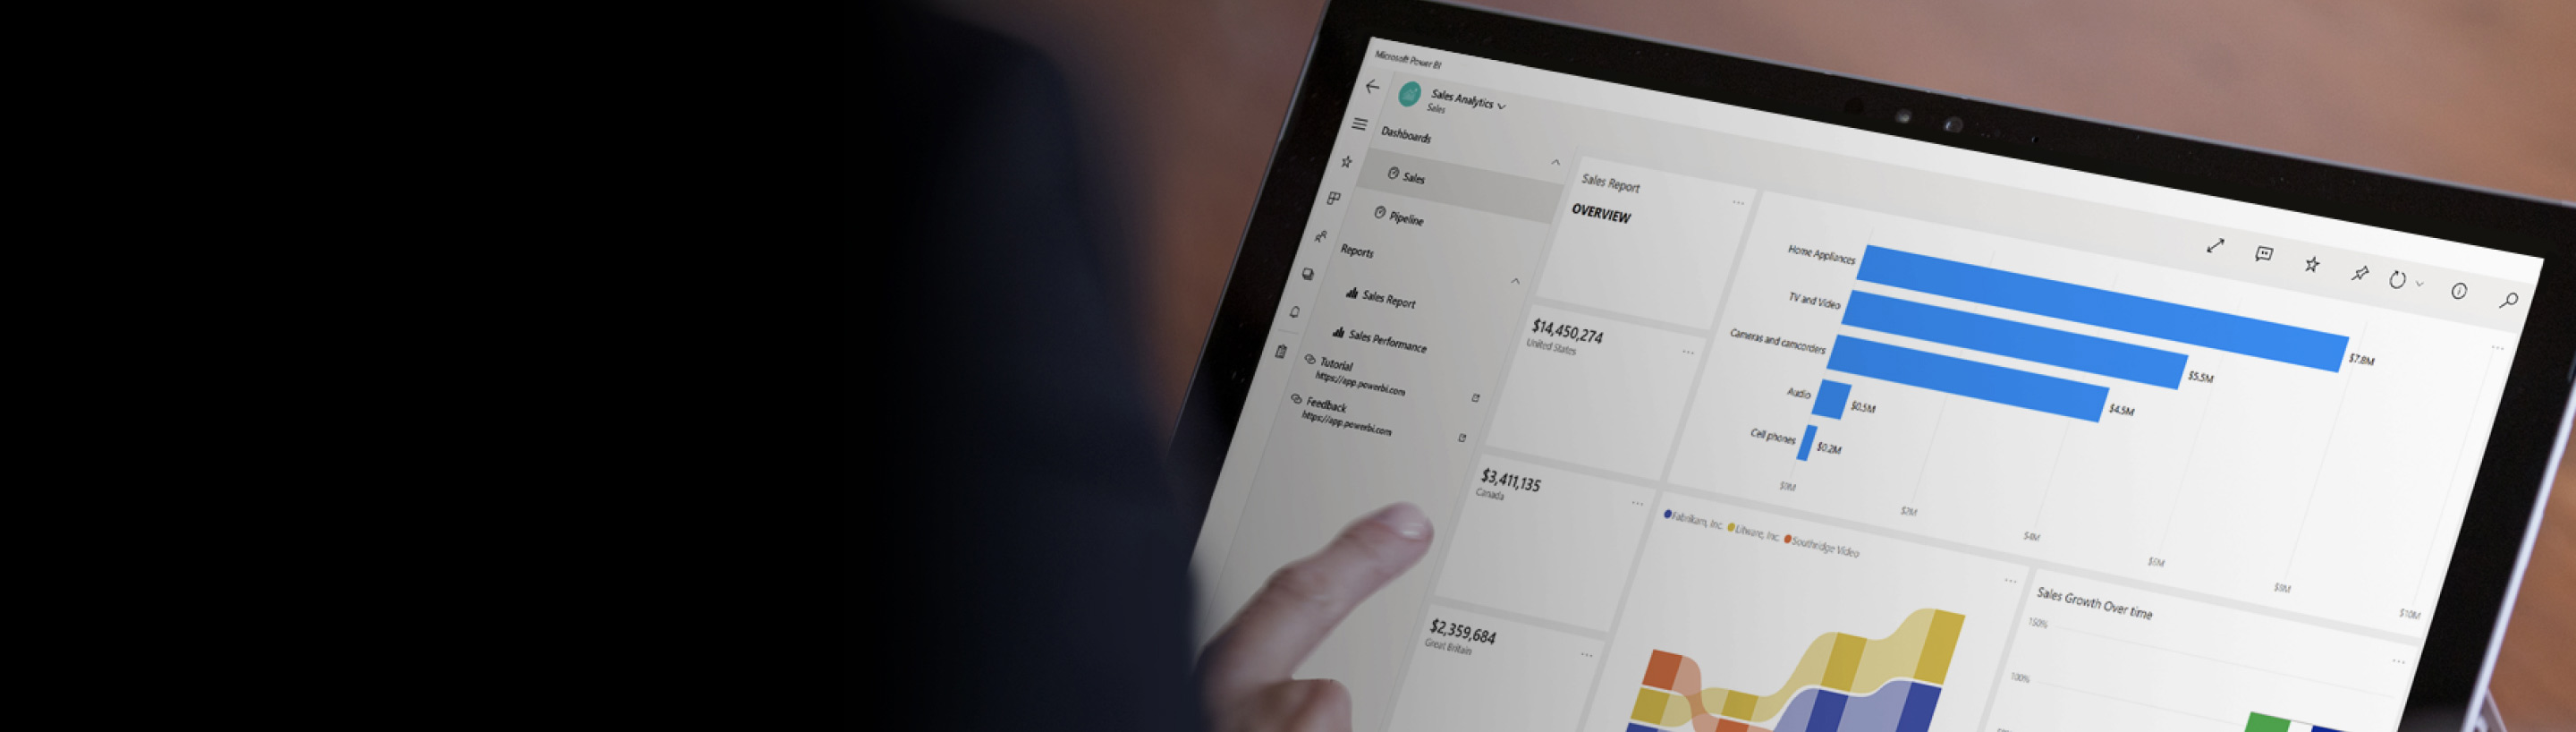 Microsoft Power BI
Sales Analytics
Sales
Dashboards
Sales
Pipeline
Reports
Sales Report
Sales Performance
Tutorial
https://app.powerbi.com
Feedback
https://app.powerbi.com
Sales Report
OVERVIEW
$14,450,274
United States
$3,411,135
Canada
$2,359,684
Great Britain
Home Appliances
$7.8M
TV and Video
$5.5M
Cameras and camcorders
$4.5M
Audio
$0.5M
Cell phones
$0.2M
$0M $2M $4M $6M $8M $10M
Fabrikam, Inc. Litware, Inc. Southridge Video
Sales Growth Over time
150%
100%